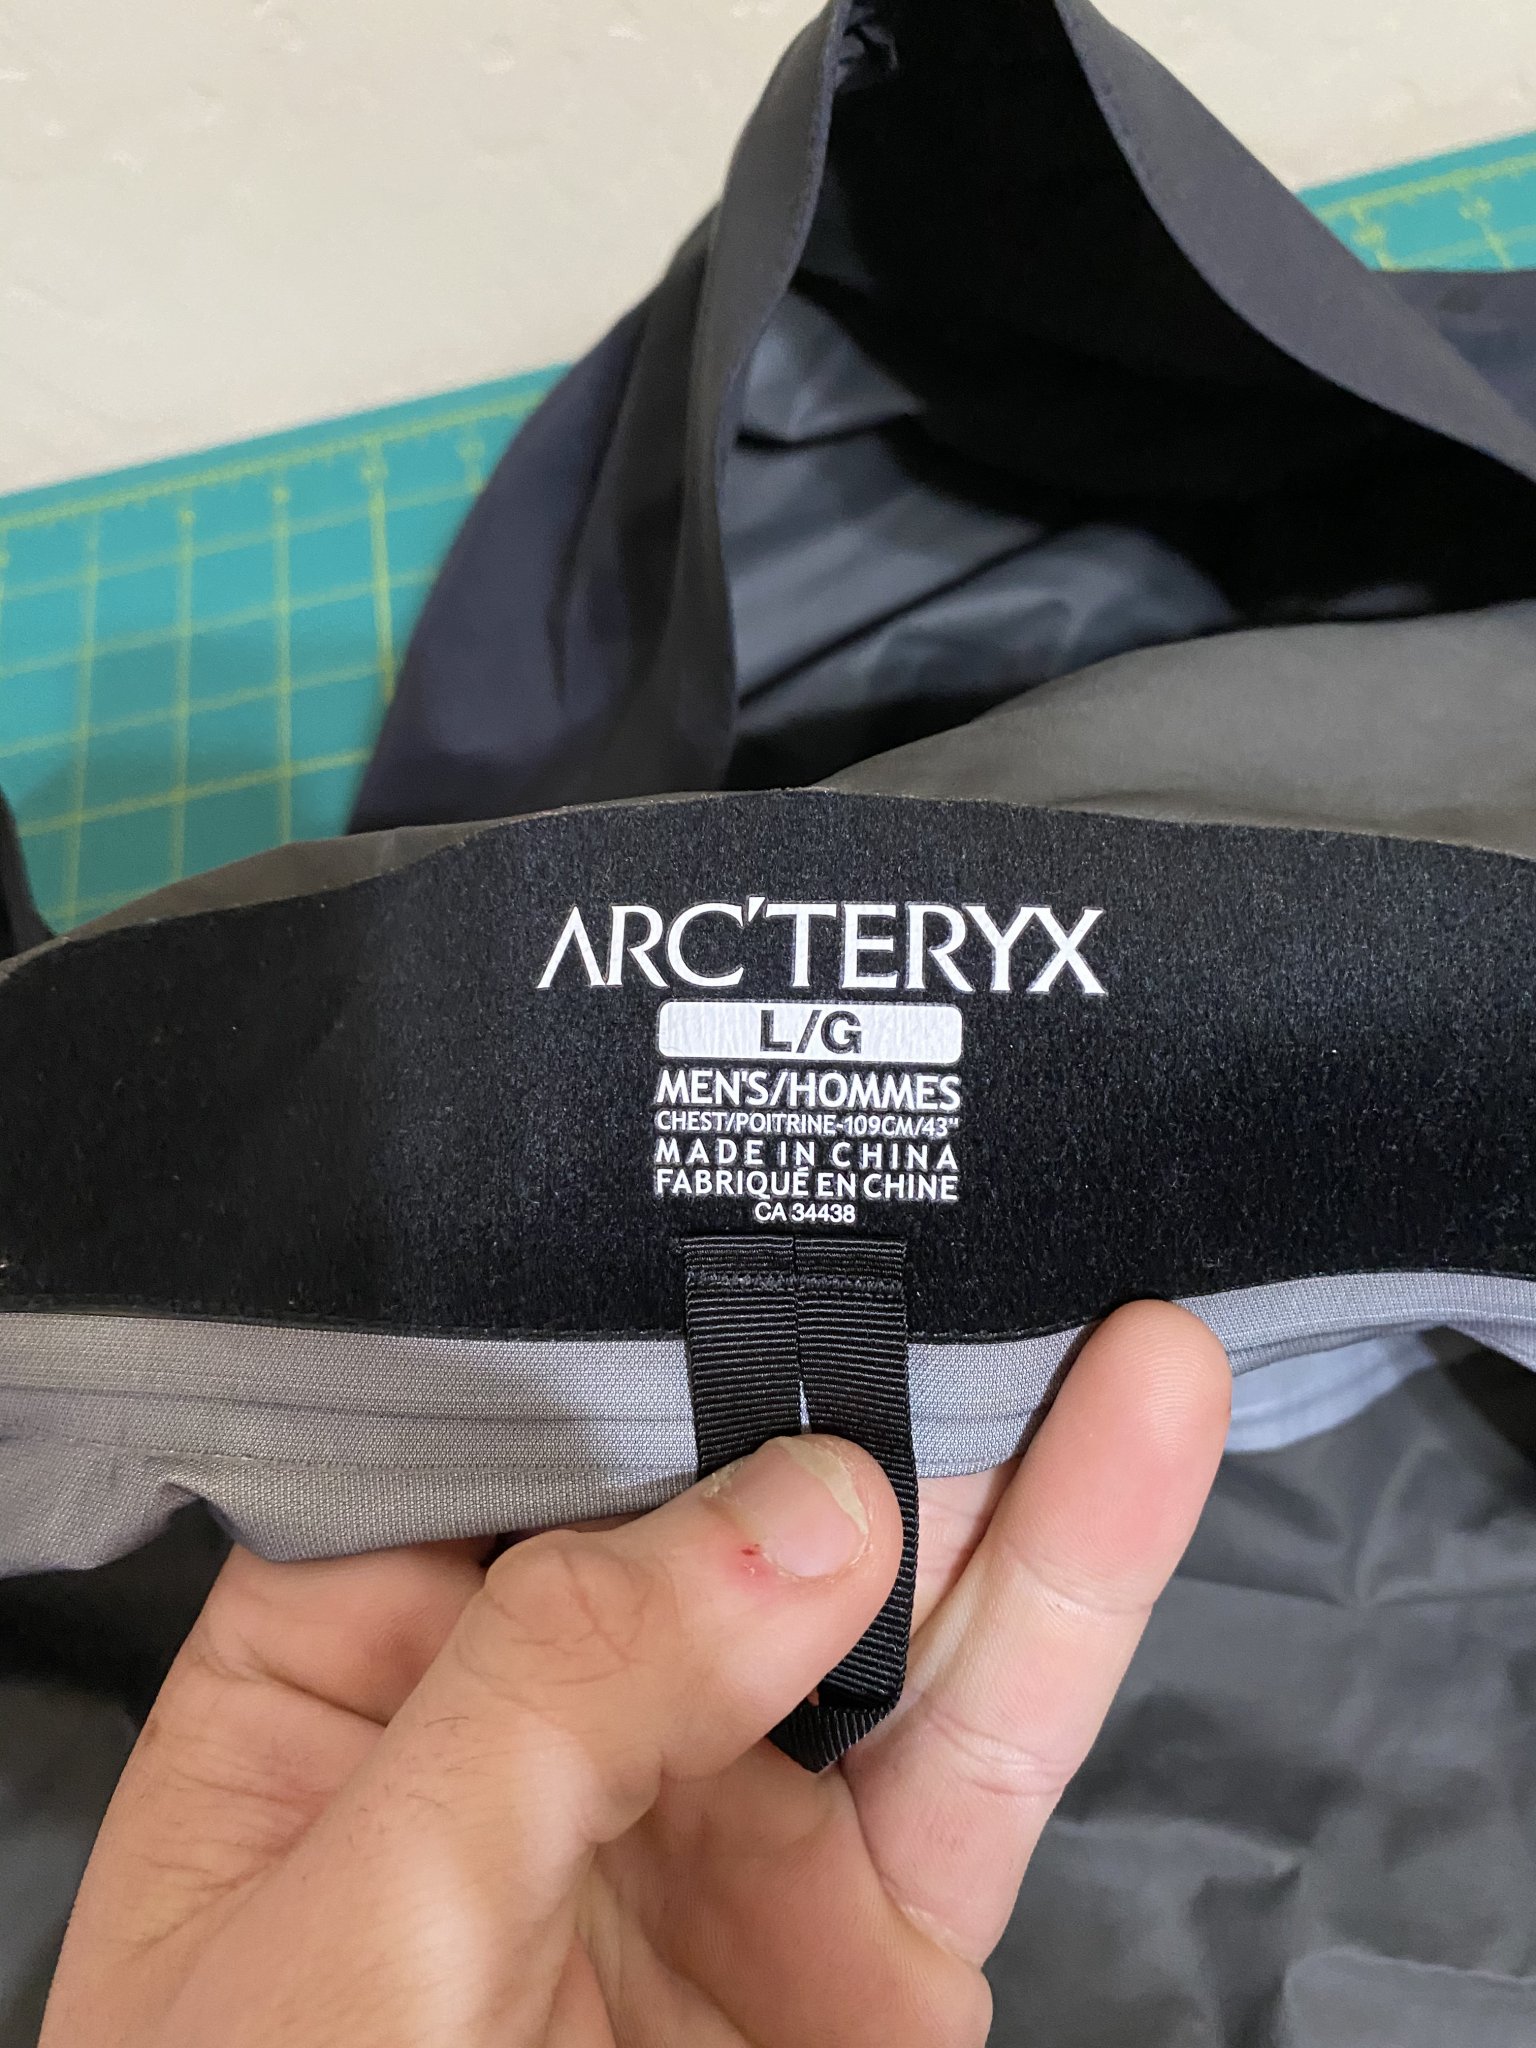 ARC'TERYX
L/G
MEN'S/HOMMES
CHEST/POITRINE-109CM/43"
MADE IN CHINA
FABRIQUÉ EN CHINE
CA 34438